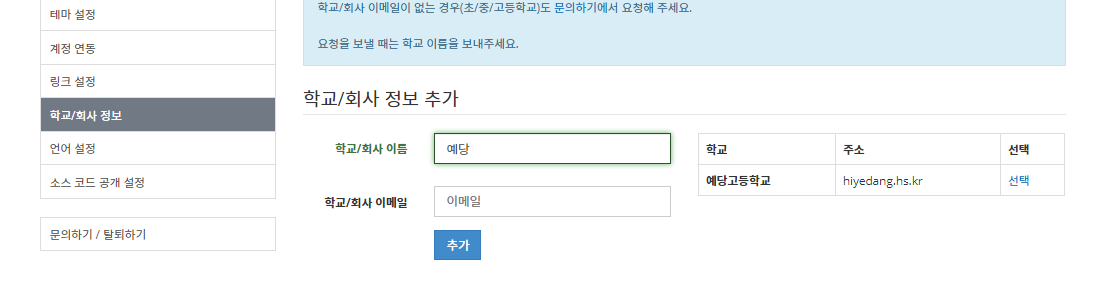 테마 설정
계정 연동
링크 설정
학교/회사 정보
언어 설정
소스 코드 공개 설정
문의하기 / 탈퇴하기
학교/회사 이메일이 없는 경우(초/중/고등학교)도 문의하기에서 요청해 주세요.
요청을 보낼 때는 학교 이름을 보내주세요.
학교/회사 정보 추가
학교/회사 이름 예당
학교/회사 이메일 이메일
추가
학교 주소 선택
예당고등학교 hiyedang.hs.kr 선택